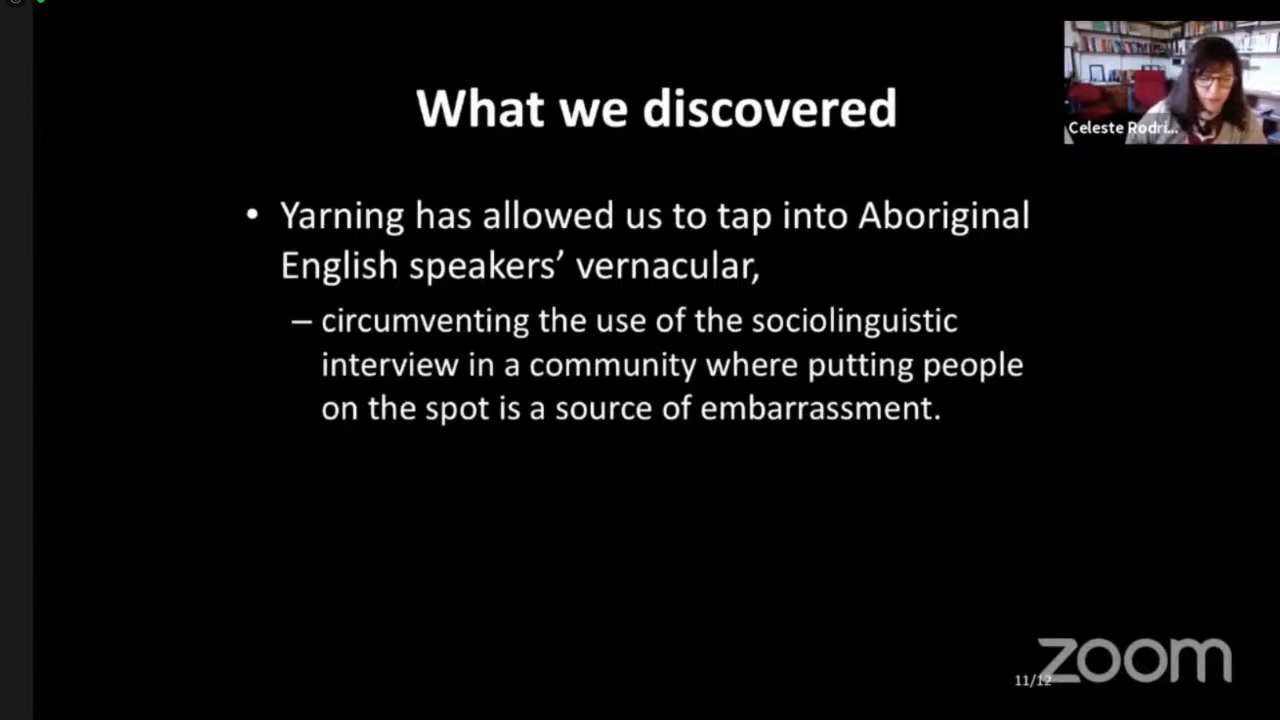 What we discovered
Celeste Rodri...
• Yarning has allowed us to tap into Aboriginal
English speakers’ vernacular,
– circumventing the use of the sociolinguistic
interview in a community where putting people
on the spot is a source of embarrassment.
zoom
11/12